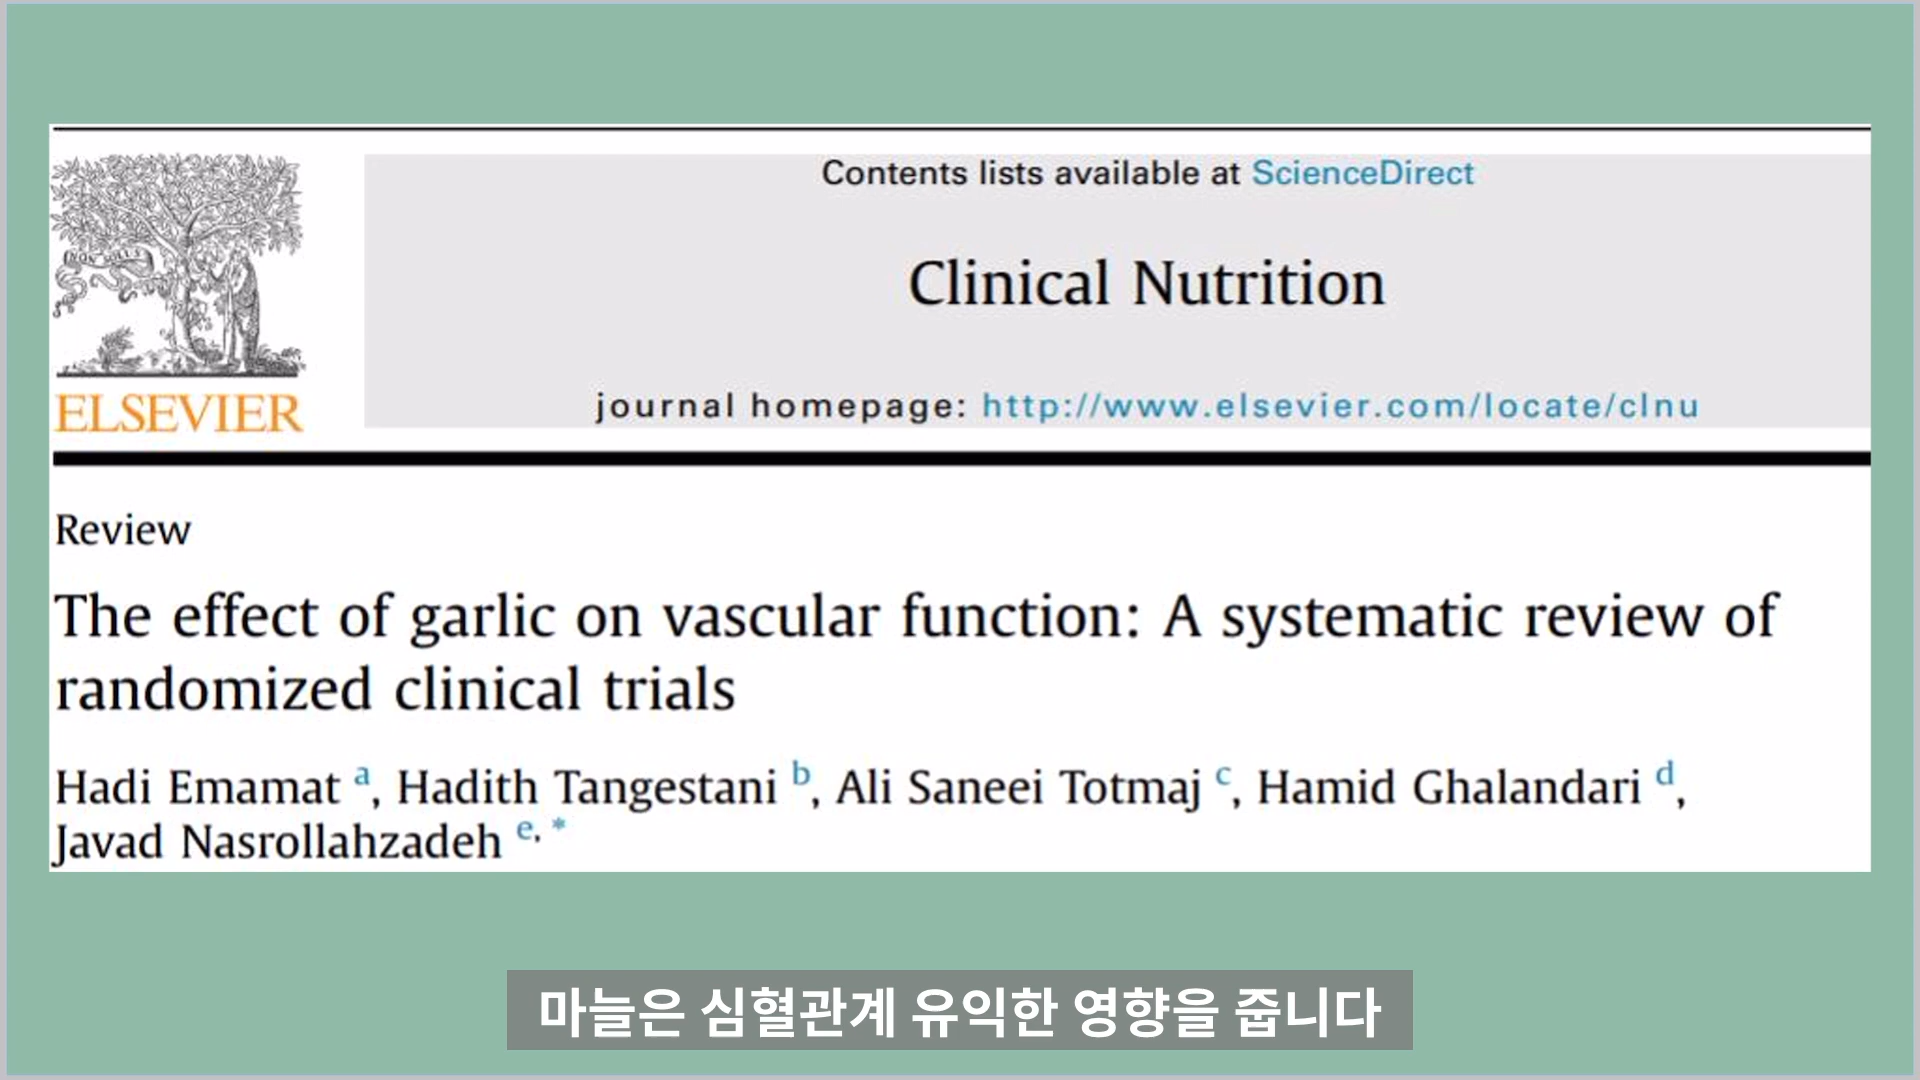 Contents lists available at ScienceDirect
Clinical Nutrition
journal homepage: http://www.elsevier.com/locate/clnu
NON SOLUS
ELSEVIER
Review
The effect of garlic on vascular function: A systematic review of
randomized clinical trials
Hadi Emamat a, Hadith Tangestani b, Ali Saneei Totmaj c, Hamid Ghalandari d,
Javad Nasrollahzadeh e, *
마늘은 심혈관계 유익한 영향을 줍니다